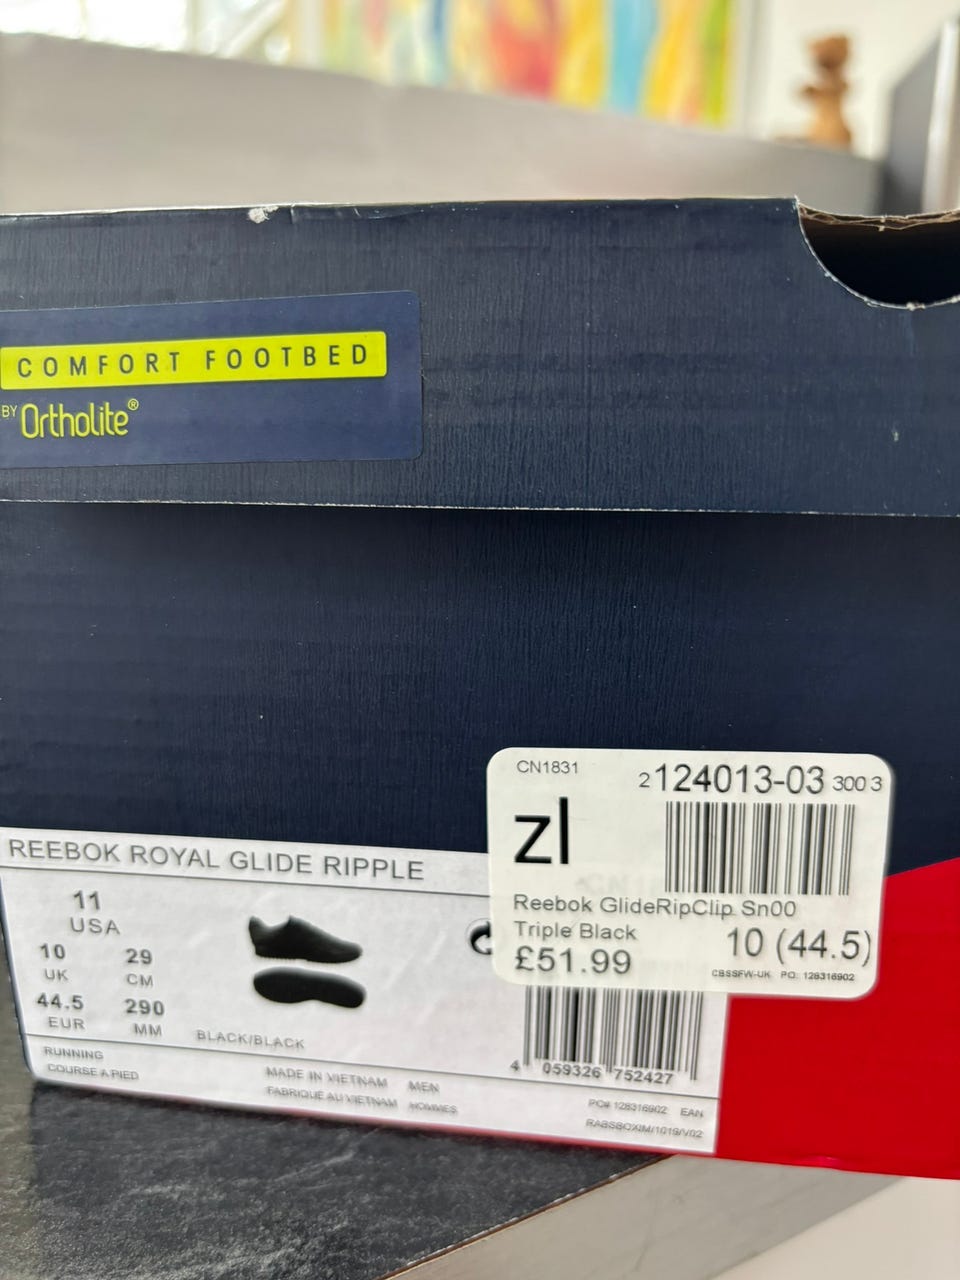 COMFORT FOOTBED
BY Ortholite®
CN1831
2 124013-03 300 3
zl
Reebok GlideRipClip Sn00
Triple Black
10 (44.5)
£51.99
CBSSFW-UK PO: 128316902
REEBOK ROYAL GLIDE RIPPLE
11
USA
10 29
UK CM
44.5 290
EUR MM
BLACK/BLACK
4 059326 752427
RUNNING
COURSE A PIED
MADE IN VIETNAM MEN
FABRIQUE AU VIETNAM HOMMES
PO# 128316902 EAN
RABSBOXIM/1019/V02